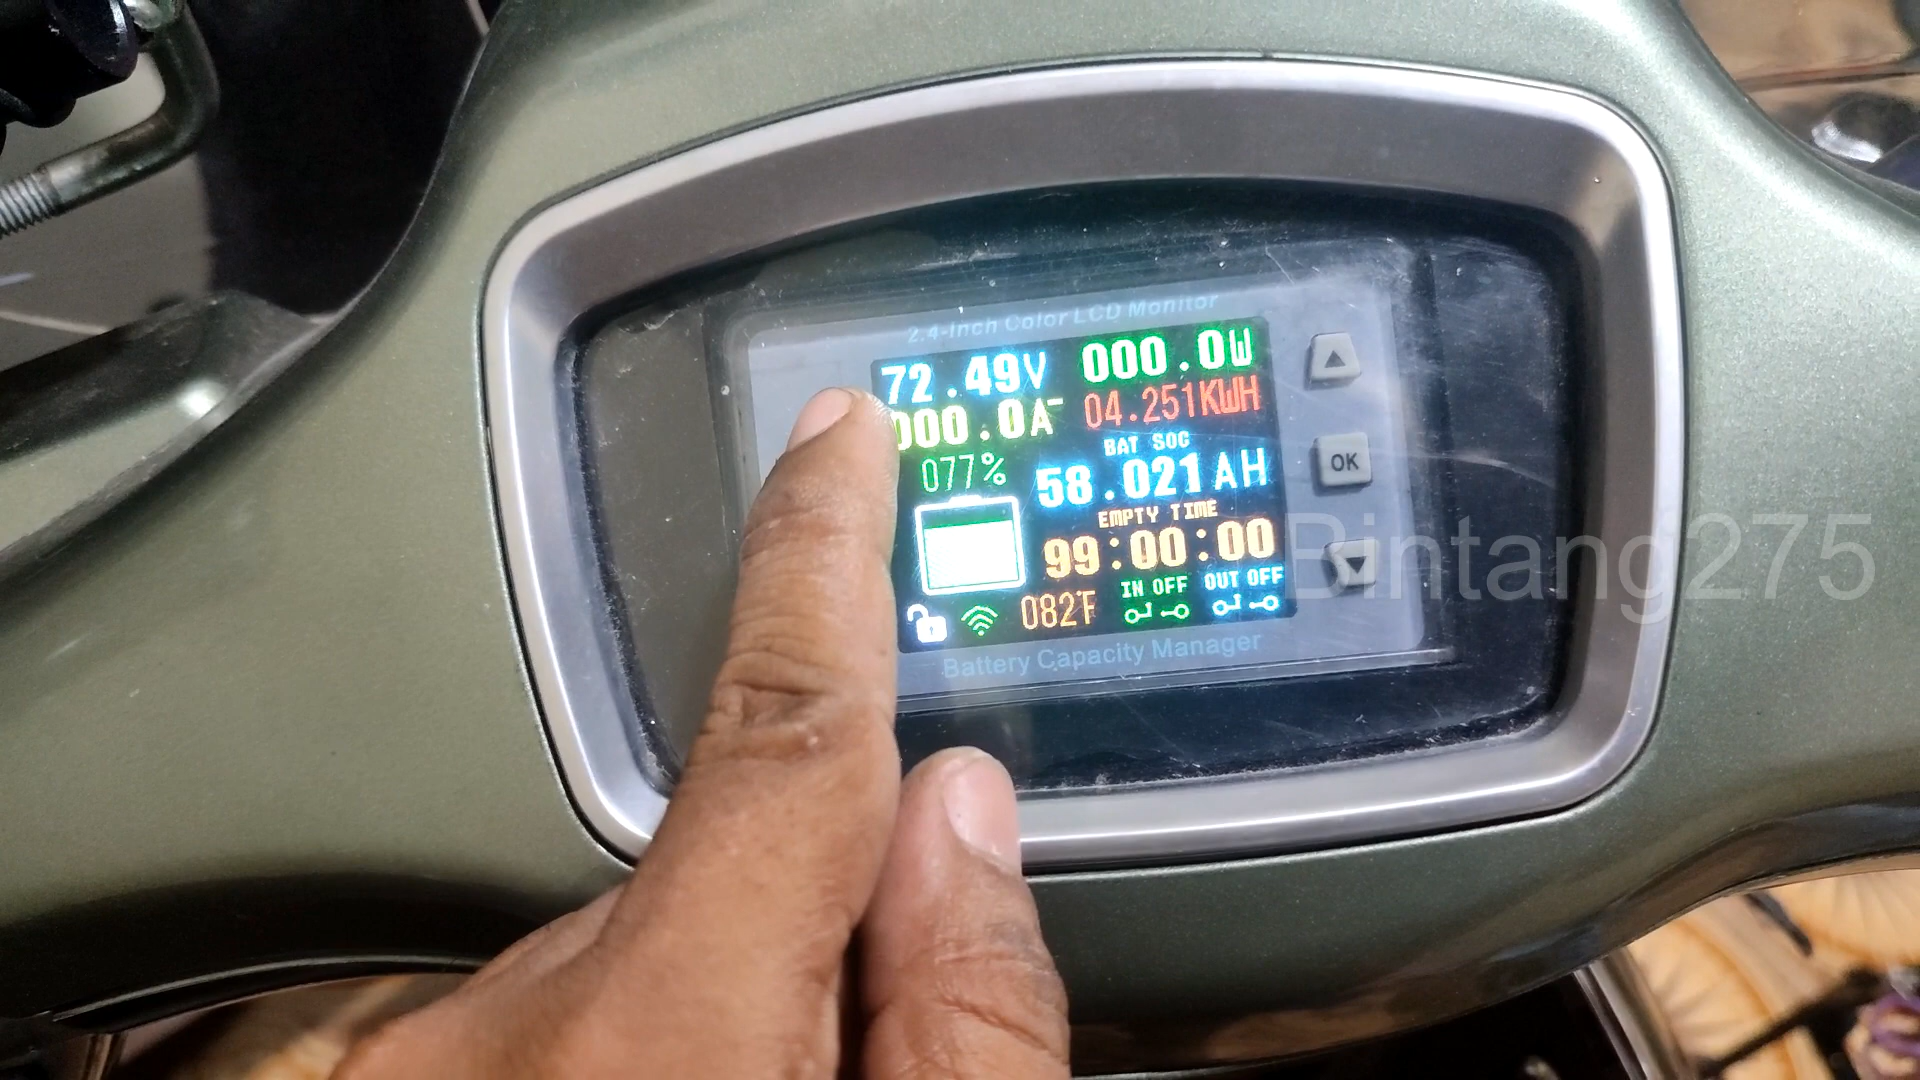 2.4-Inch Color LCD Monitor
72.49V 000.0W
000.0A- 04.251KWH
BAT SOC
077% 58.021AH
EMPTY TIME
99:00:00
IN OFF OUT OFF
082°F
Battery Capacity Manager
OK
Bintang275